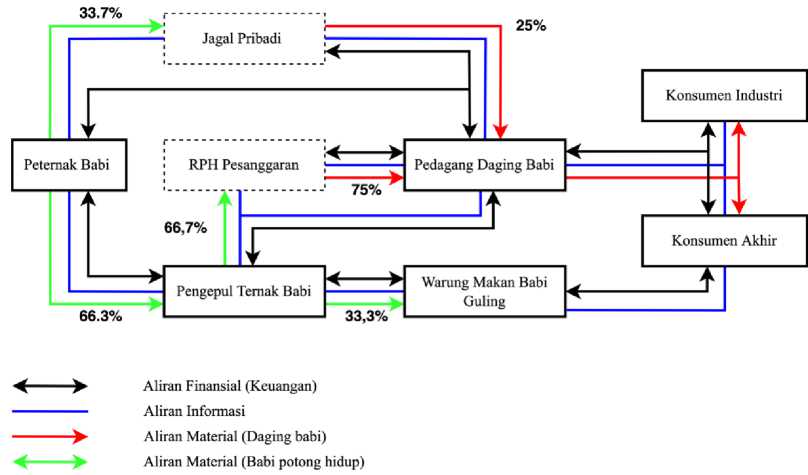 33.7%
Jagal Pribadi
25%
Konsumen Industri
Peternak Babi
RPH Pesanggaran
Pedagang Daging Babi
75%
66,7%
Konsumen Akhir
Pengepul Ternak Babi
Warung Makan Babi
Guling
66.3%
33,3%
Aliran Finansial (Keuangan)
Aliran Informasi
Aliran Material (Daging babi)
Aliran Material (Babi potong hidup)